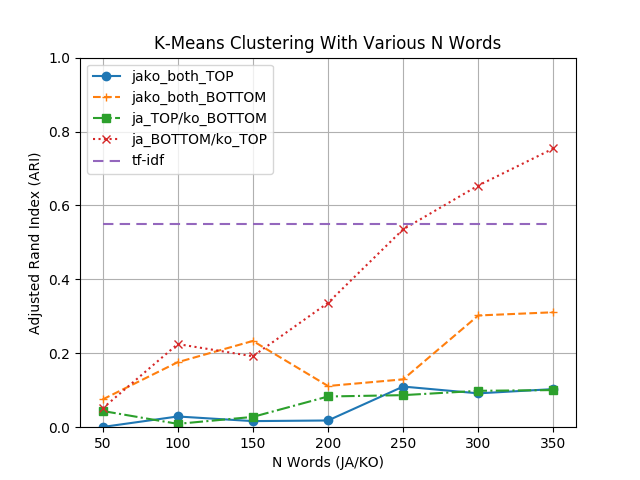 K-Means Clustering With Various N Words
jako_both_TOP
jako_both_BOTTOM
ja_TOP/ko_BOTTOM
ja_BOTTOM/ko_TOP
tf-idf
Adjusted Rand Index (ARI)
1.0
0.8
0.6
0.4
0.2
0.0
50 100 150 200 250 300 350
N Words (JA/KO)